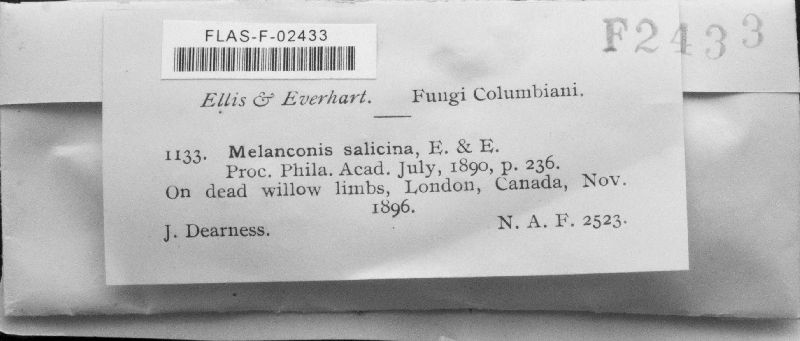 FLAS-F-02433
F2433
Ellis & Everhart. Fungi Columbiani.
1133. Melanconis salicina, E. & E.
Proc. Phila. Acad. July, 1890, p. 236.
On dead willow limbs, London, Canada, Nov.
1896.
J. Dearness. N. A. F. 2523.